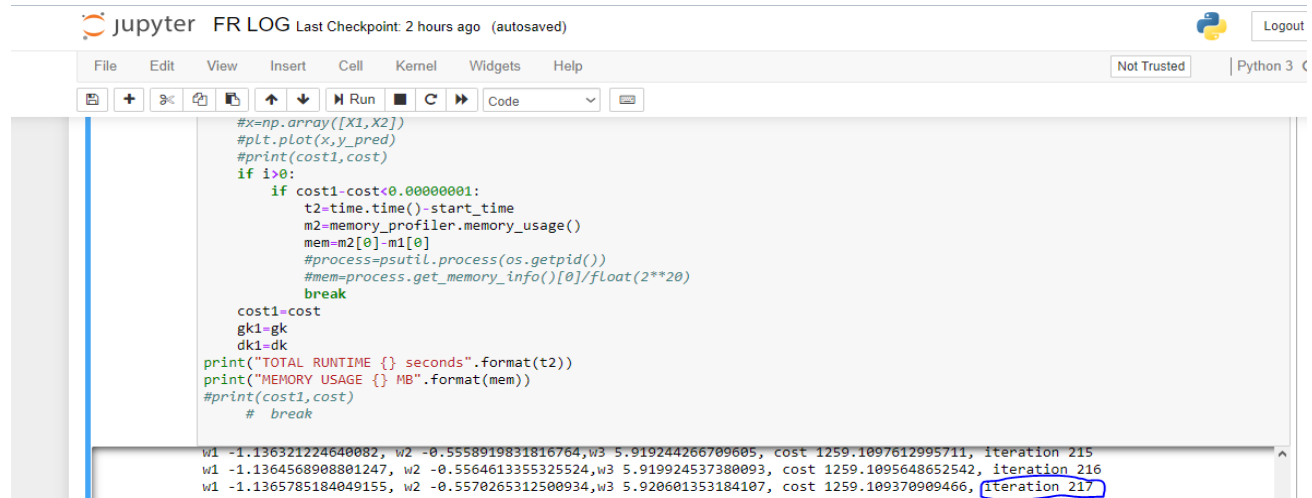 jupyter FR LOG Last Checkpoint: 2 hours ago (autosaved)
Logout
File Edit View Insert Cell Kernel Widgets Help
Not Trusted
Python 3
Run
Code
#x=np.array([X1,X2])
#plt.plot(x,y_pred)
#print(cost1,cost)
if i>0:
if cost1-cost<0.00000001:
t2=time.time()-start_time
m2=memory_profiler.memory_usage()
mem=m2[0]-m1[0]
#process=psutil.process(os.getpid())
#mem=process.get_memory_info()[0]/float(2**20)
break
cost1=cost
gk1=gk
dk1=dk
print("TOTAL RUNTIME {} seconds".format(t2))
print("MEMORY USAGE {} MB".format(mem))
#print(cost1,cost)
# break
w1 -1.136321224640082, w2 -0.5558919831816764,w3 5.919244266709605, cost 1259.1097612995711, iteration 215
w1 -1.1364568908801247, w2 -0.5564613355325524,w3 5.919924537380093, cost 1259.1095648652542, iteration 216
w1 -1.1365785184049155, w2 -0.5570265312500934,w3 5.920601353184107, cost 1259.109370909466, iteration 217